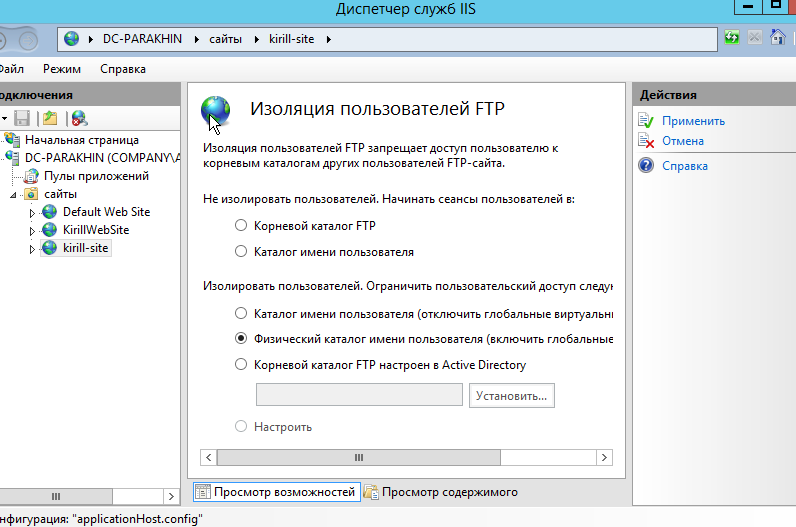 Диспетчер служб IIS
DC-PARAKHIN
сайты
kirill-site
айл
Режим
Справка
одключения
Начальная страница
DC-PARAKHIN (COMPANY\A
Пулы приложений
сайты
Default Web Site
KirillWebSite
kirill-site
Изоляция пользователей FTP
Изоляция пользователей FTP запрещает доступ пользователю к
корневым каталогам других пользователей FTP-сайта.
Не изолировать пользователей. Начинать сеансы пользователей в:
Корневой каталог FTP
Каталог имени пользователя
Изолировать пользователей. Ограничить пользовательский доступ следую
Каталог имени пользователя (отключить глобальные виртуальн
Физический каталог имени пользователя (включить глобальные
Корневой каталог FTP настроен в Active Directory
Установить...
Настроить
Просмотр возможностей
Просмотр содержимого
Действия
Применить
Отмена
Справка
нфигурация: "applicationHost.config"